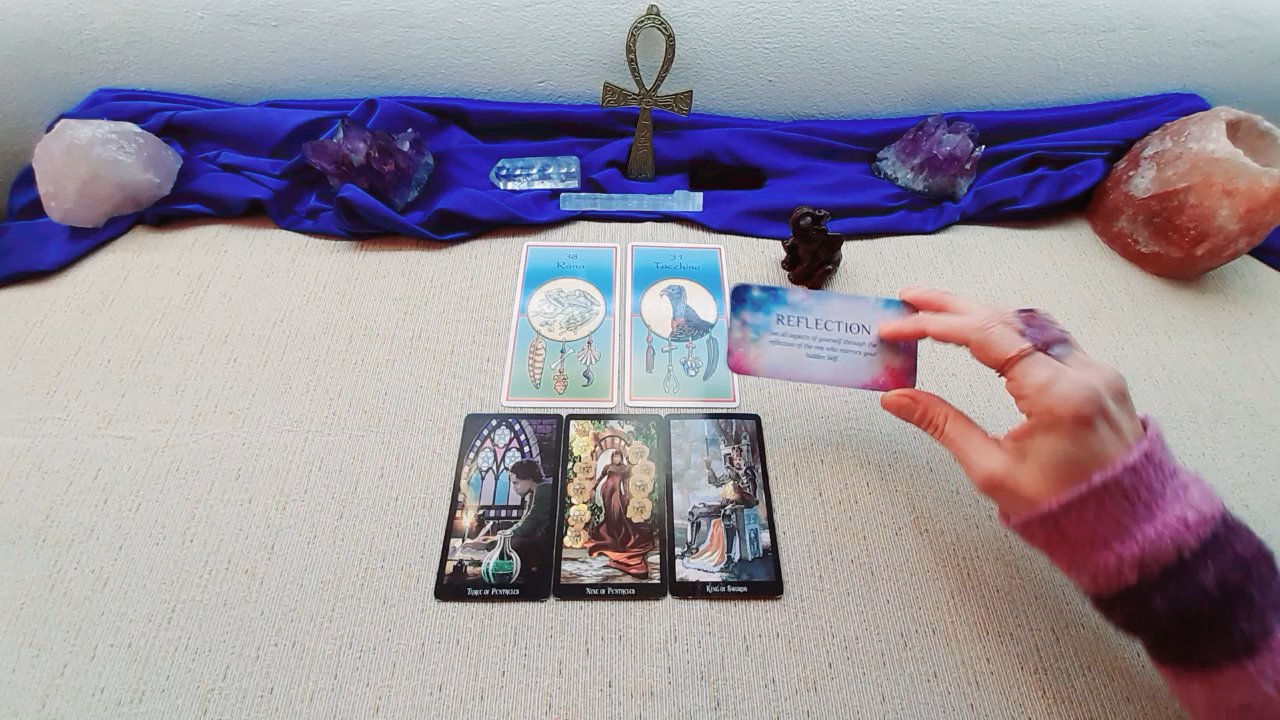 38
Rana
31
Tacchino
REFLECTION
See all aspects of yourself through the
reflection of the one who mirrors your
hidden Self
Three of Pentacles
Nine of Pentacles
King of Swords